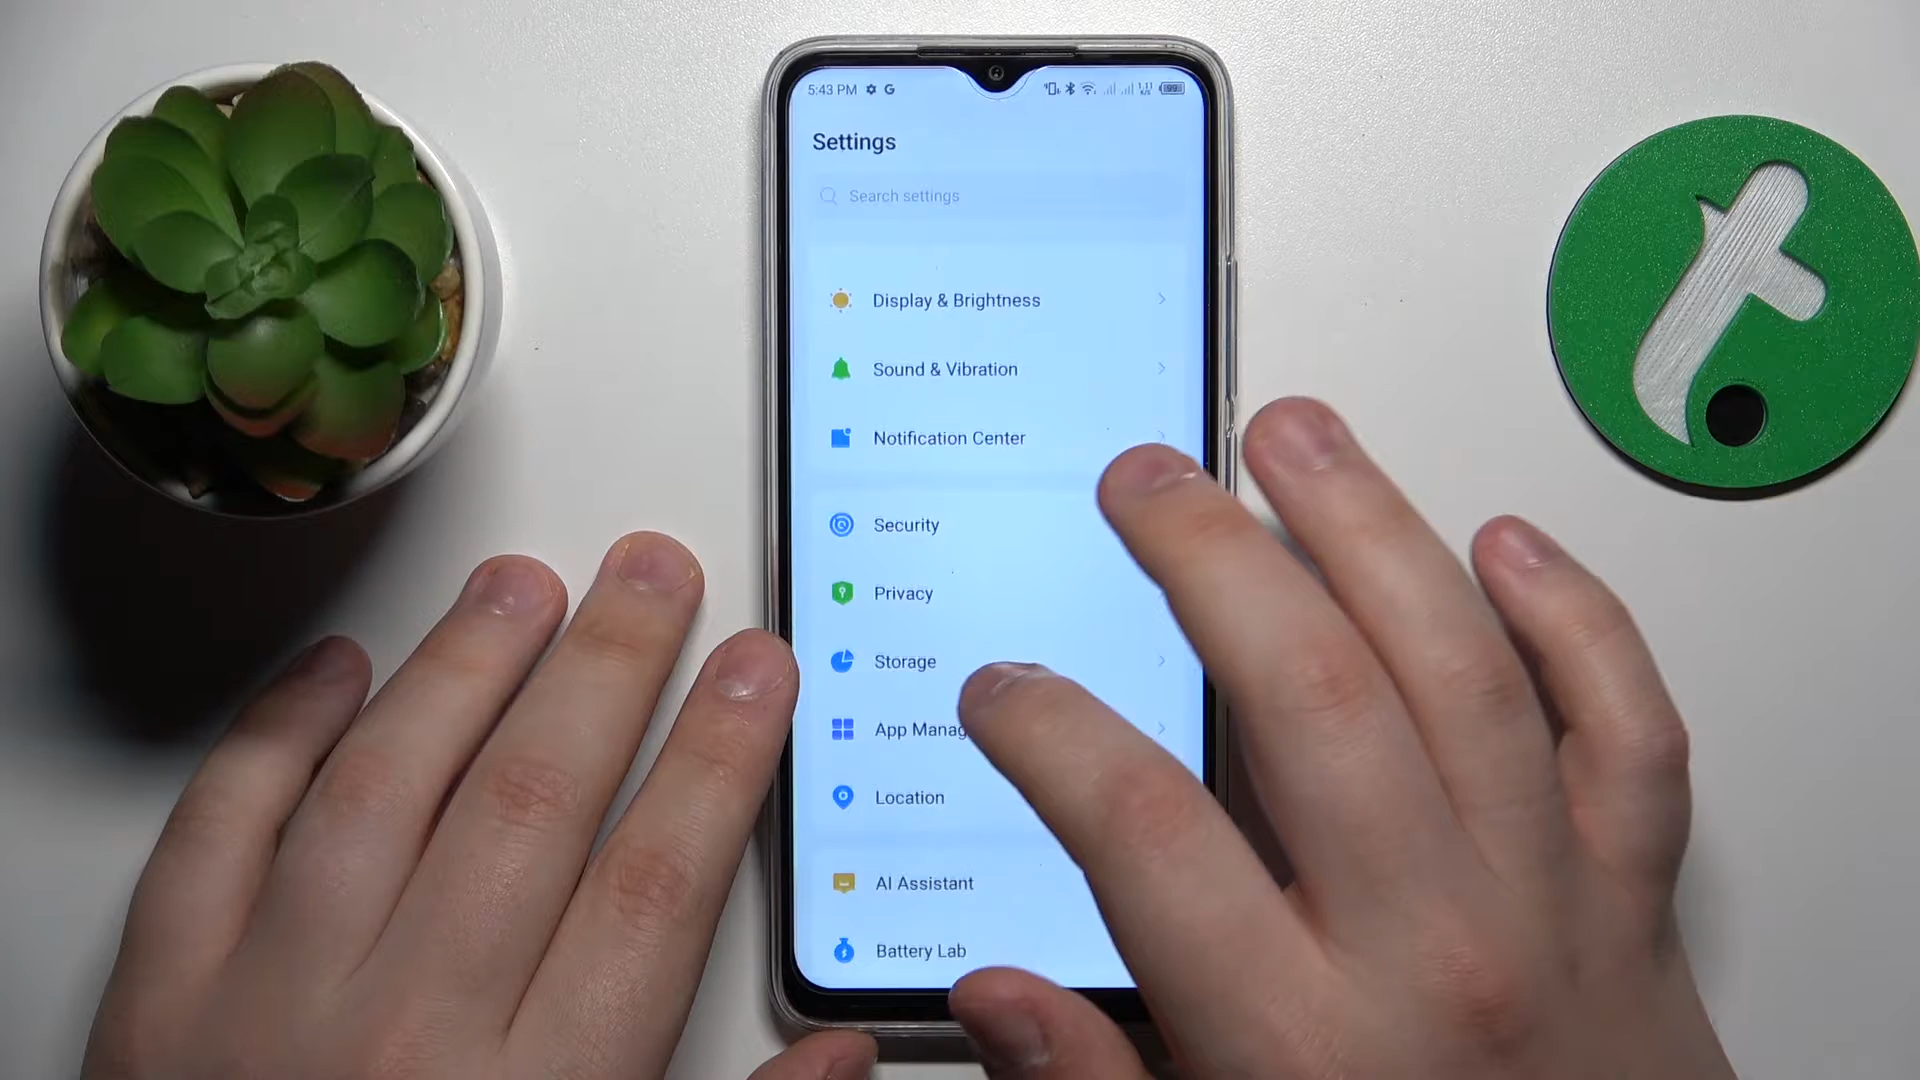 5:43 PM
Settings
Search settings
Display & Brightness
Sound & Vibration
Notification Center
Security
Privacy
Storage
App Manag
Location
AI Assistant
Battery Lab